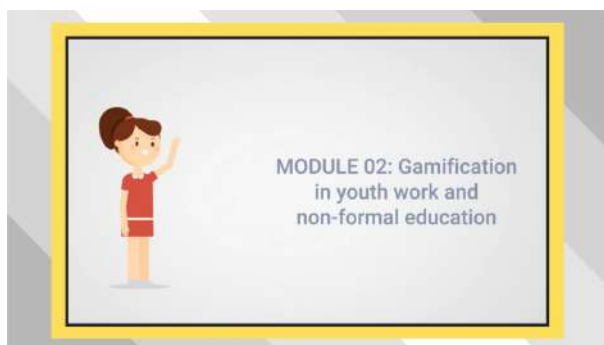 MODULE 02: Gamification
in youth work and
non-formal education